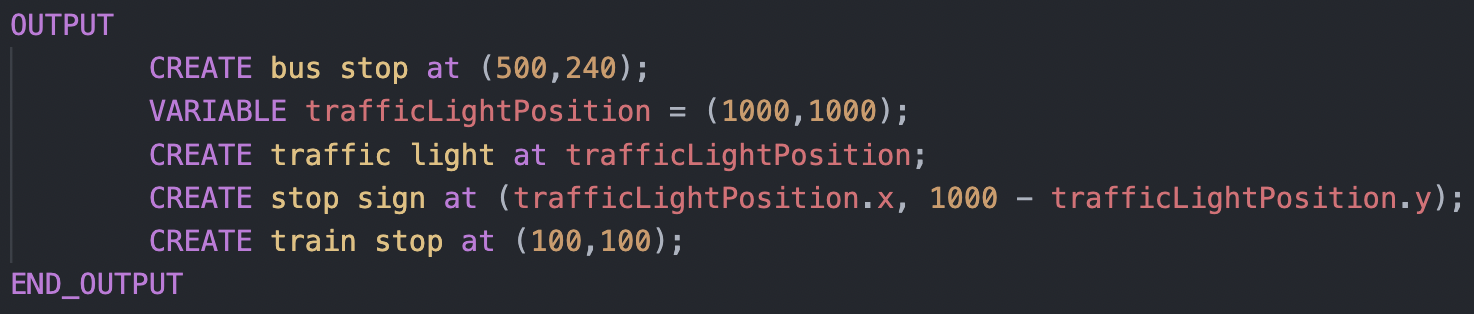 OUTPUT
CREATE bus stop at (500,240);
VARIABLE trafficLightPosition = (1000,1000);
CREATE traffic light at trafficLightPosition;
CREATE stop sign at (trafficLightPosition.x, 1000 - trafficLightPosition.y);
CREATE train stop at (100,100);
END_OUTPUT